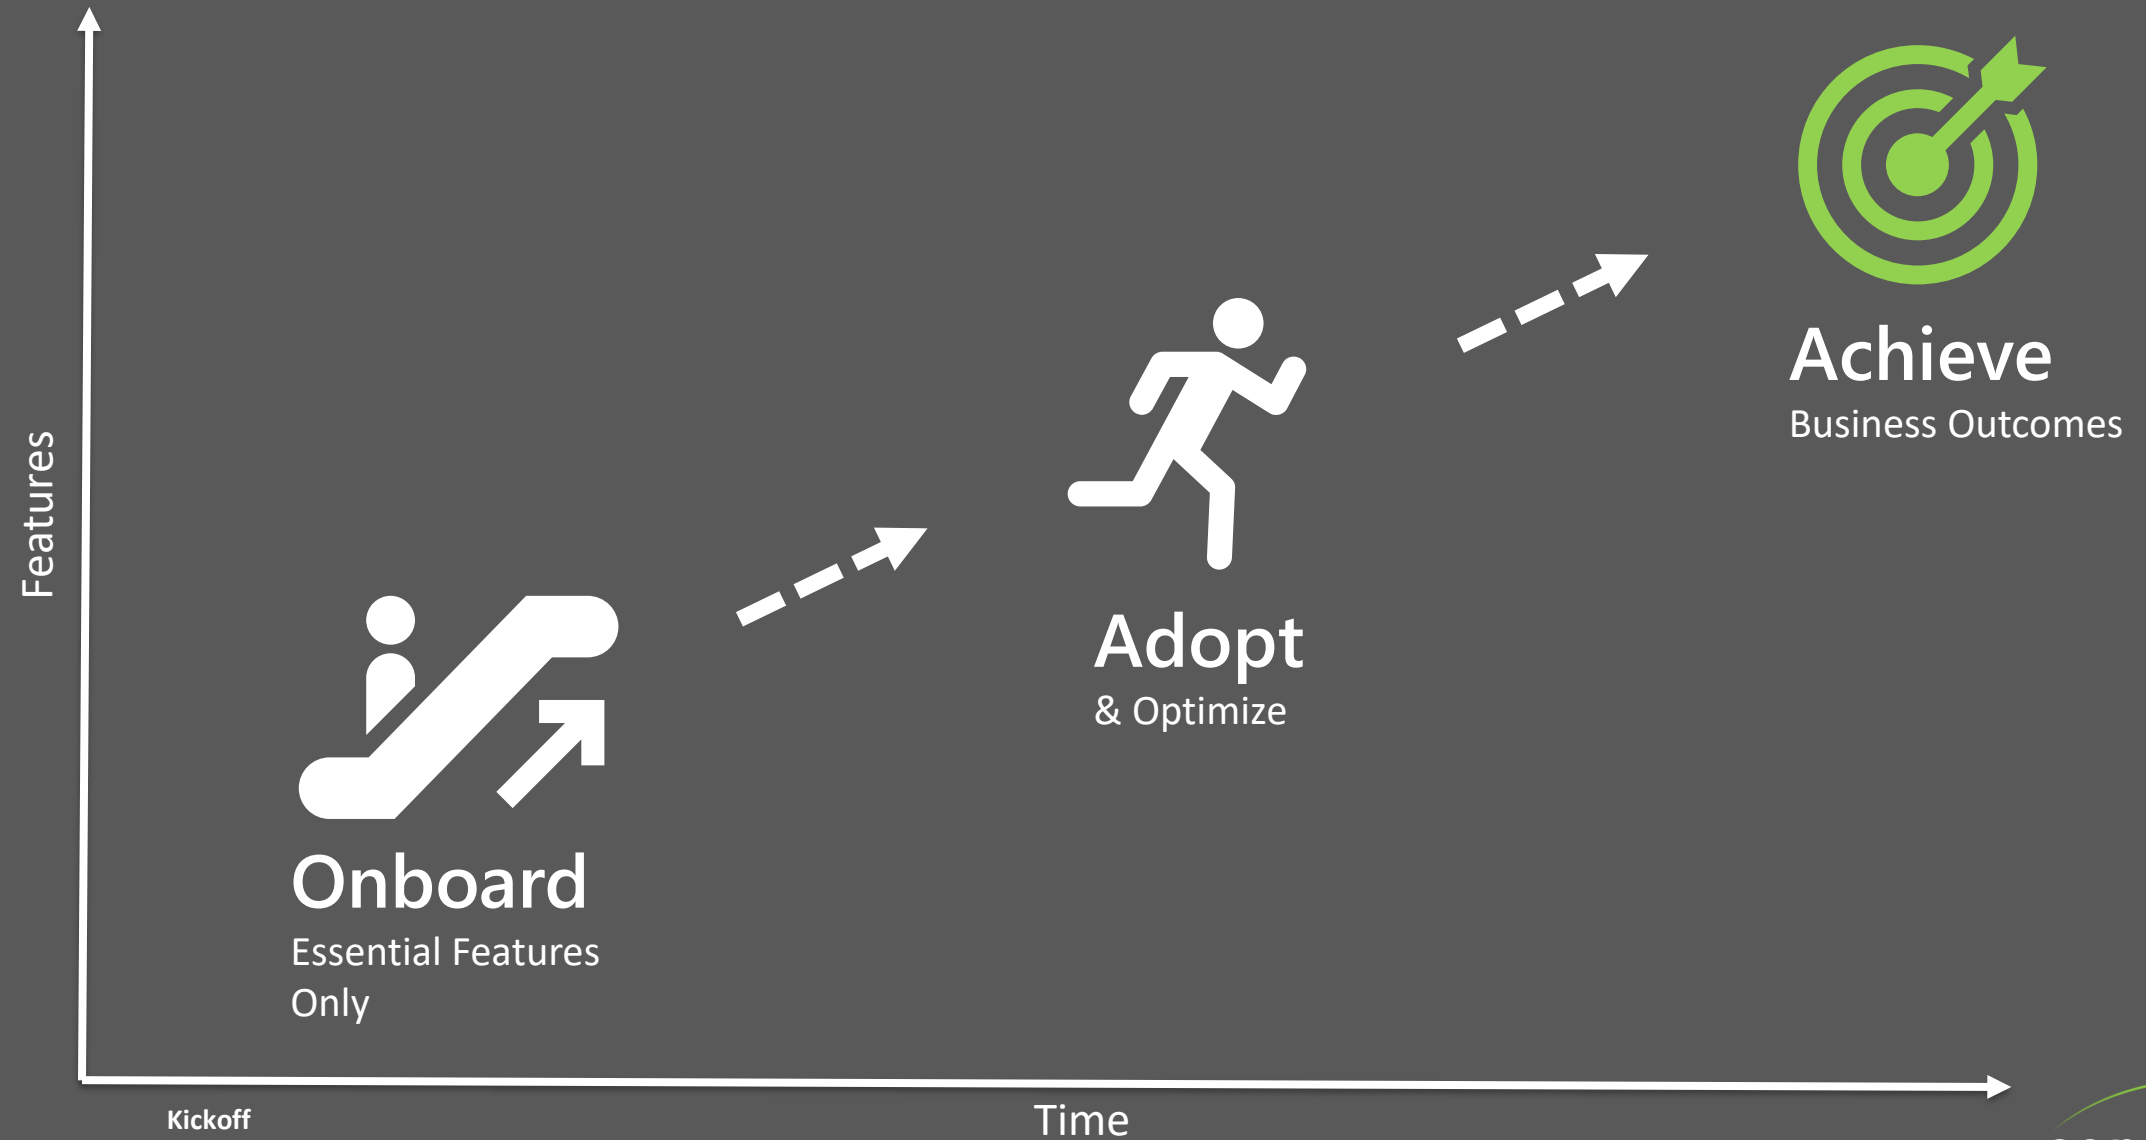 Features
Achieve
Business Outcomes
Adopt
& Optimize
Onboard
Essential Features
Only
Kickoff
Time